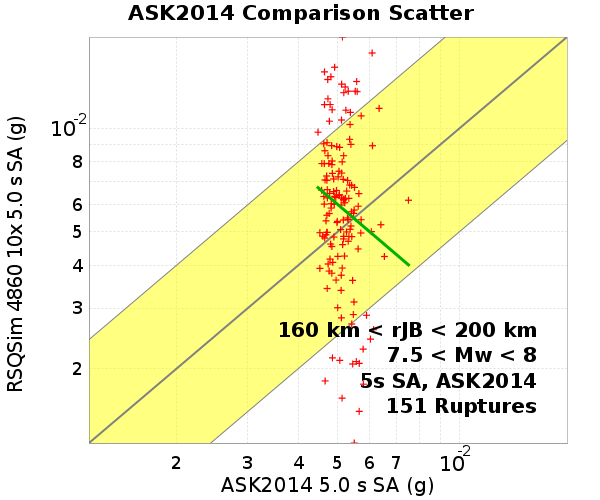 ASK2014 Comparison Scatter
RSQSim 4860 10x 5.0 s SA (g)
10-2
8
6
5
4
3
2
160 km < rJB < 200 km
7.5 < Mw < 8
5s SA, ASK2014
151 Ruptures
2 3 4 5 6 7 10-2
ASK2014 5.0 s SA (g)